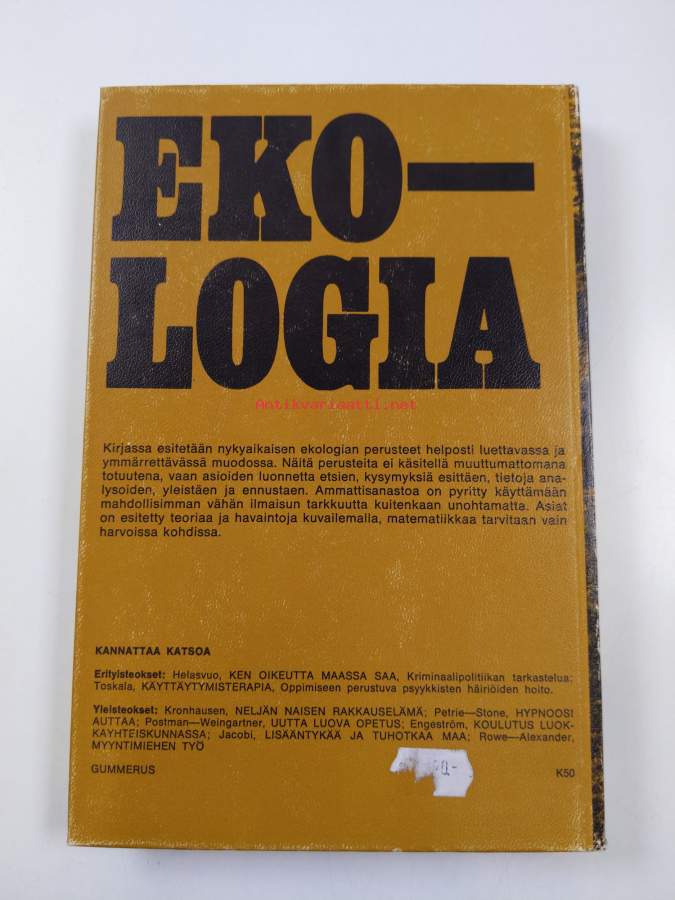 EKO—
LOGIA
Antikvariaatti.net
Kirjassa esitetään nykyaikaisen ekologian perusteet helposti luettavassa ja
ymmärrettävässä muodossa. Näitä perusteita ei käsitellä muuttumattomana
totuutena, vaan asioiden luonnetta etsien, kysymyksiä esittäen, tietoja ana-
lysoiden, yleistäen ja ennustaen. Ammattisanastoa on pyritty käyttämään
mahdollisimman vähän ilmaisun tarkkuutta kuitenkaan unohtamatta. Asiat
on esitetty teoriaa ja havaintoja kuvailemalla, matematiikkaa tarvitaan vain
harvoissa kohdissa.
KANNATTAA KATSOA
Erityisteokset: Helasvuo, KEN OIKEUTTA MAASSA SAA, Kriminaalipolitiikan tarkastelua;
Toskala, KÄYTTÄYTYMISTERAPIA, Oppimiseen perustuva psyykkisten häiriöiden hoito.
Yleisteokset: Kronhausen, NELJÄN NAISEN RAKKAUSELÄMÄ; Petrie—Stone, HYPNOOSI
AUTTAA; Postman—Weingartner, UUTTA LUOVA OPETUS; Engeström, KOULUTUS LUOK-
KAYHTEISKUNNASSA; Jacobi, LISÄÄNTYKÄÄ JA TUHOTKAA MAA; Rowe—Alexander,
MYYNTIMIEHEN TYÖ
GUMMERUS
K50